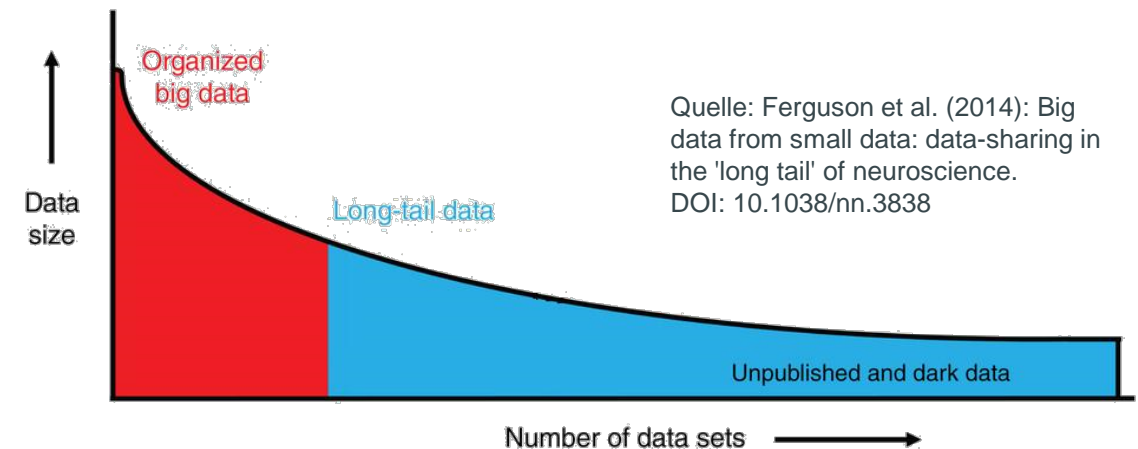 Organized
big data
Quelle: Ferguson et al. (2014): Big
data from small data: data-sharing in
the 'long tail' of neuroscience.
DOI: 10.1038/nn.3838
Data
size
Long-tail data
Unpublished and dark data
Number of data sets